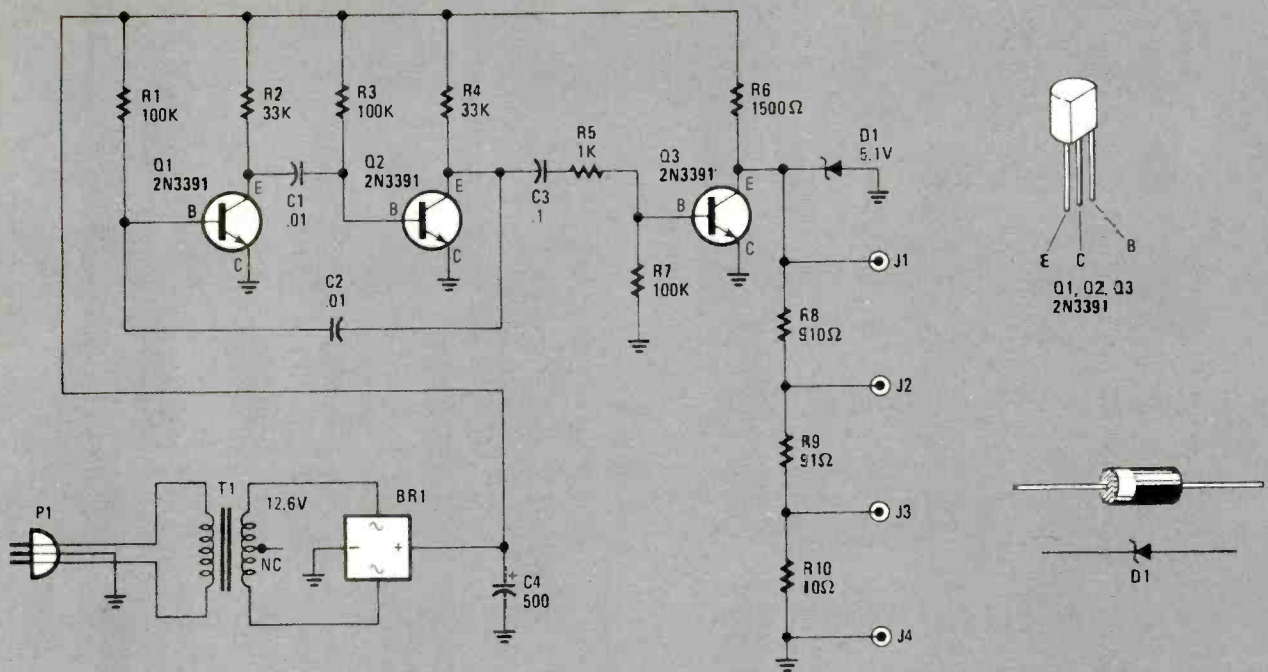 R1
100K
R2
33K
R3
100K
R4
33K
R6
1500Ω
Q1
2N3391
B
E
C
C1
.01
Q2
2N3391
B
E
C
C3
.1
R5
1K
Q3
2N3391
B
E
C
D1
5.1V
R7
100K
C2
.01
J1
R8
910Ω
J2
R9
91Ω
J3
R10
10Ω
J4
E C B
Q1, Q2, Q3
2N3391
D1
P1
T1
12.6V
NC
BR1
~
- +
~
+
C4
500